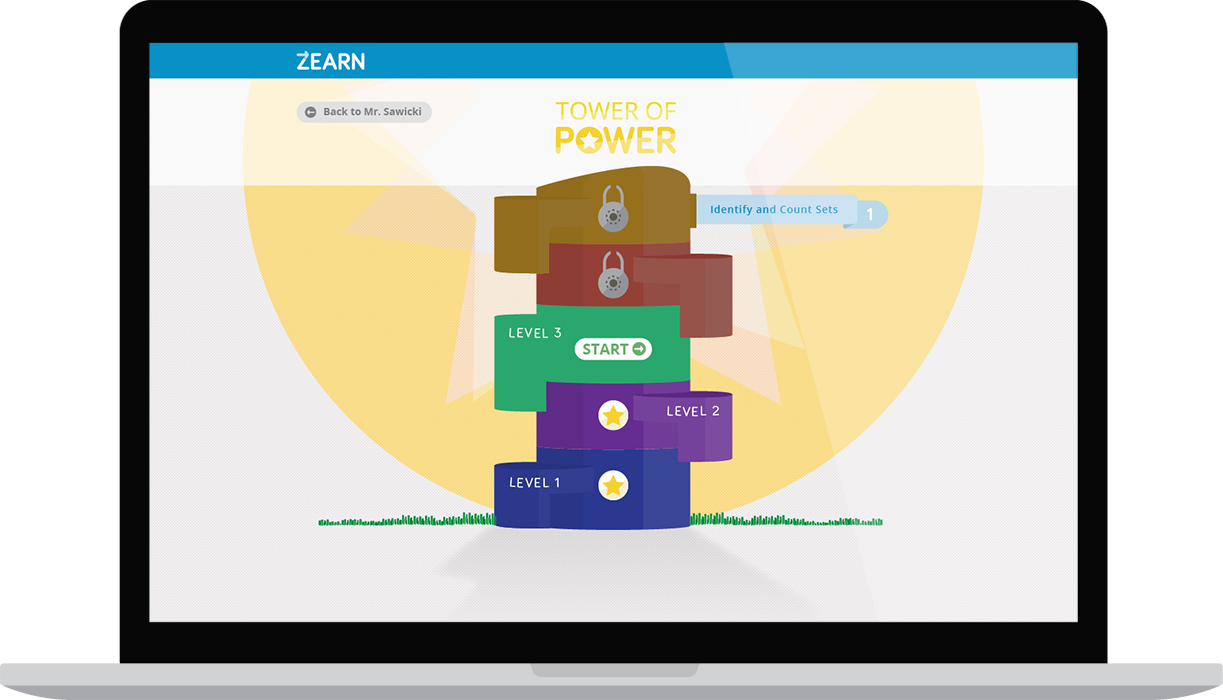 ZEARN
Back to Mr. Sawicki
TOWER OF
POWER
Identify and Count Sets
1
LEVEL 3
START
LEVEL 2
LEVEL 1